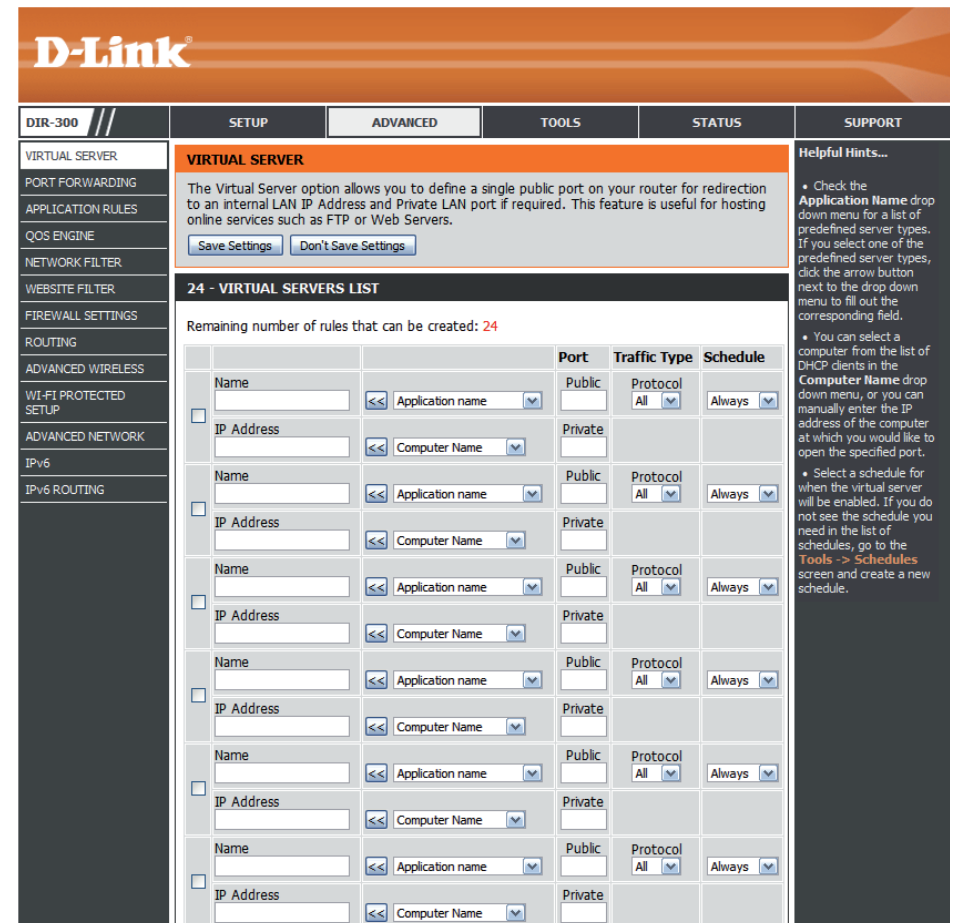 D-Link®
DIR-300
SETUP
ADVANCED
TOOLS
STATUS
SUPPORT
VIRTUAL SERVER
PORT FORWARDING
APPLICATION RULES
QOS ENGINE
NETWORK FILTER
WEBSITE FILTER
FIREWALL SETTINGS
ROUTING
ADVANCED WIRELESS
WI-FI PROTECTED
SETUP
ADVANCED NETWORK
IPv6
IPv6 ROUTING
VIRTUAL SERVER
The Virtual Server option allows you to define a single public port on your router for redirection
to an internal LAN IP Address and Private LAN port if required. This feature is useful for hosting
online services such as FTP or Web Servers.
Save Settings Don't Save Settings
24 - VIRTUAL SERVERS LIST
Remaining number of rules that can be created: 24
Port Traffic Type Schedule
Name Public Protocol
<< Application name All Always
IP Address Private
<< Computer Name
Name Public Protocol
<< Application name All Always
IP Address Private
<< Computer Name
Name Public Protocol
<< Application name All Always
IP Address Private
<< Computer Name
Name Public Protocol
<< Application name All Always
IP Address Private
<< Computer Name
Name Public Protocol
<< Application name All Always
IP Address Private
<< Computer Name
Name Public Protocol
<< Application name All Always
IP Address Private
<< Computer Name
Helpful Hints...
• Check the
Application Name drop
down menu for a list of
predefined server types.
If you select one of the
predefined server types,
click the arrow button
next to the drop down
menu to fill out the
corresponding field.
• You can select a
computer from the list of
DHCP clients in the
Computer Name drop
down menu, or you can
manually enter the IP
address of the computer
at which you would like to
open the specified port.
• Select a schedule for
when the virtual server
will be enabled. If you do
not see the schedule you
need in the list of
schedules, go to the
Tools -> Schedules
screen and create a new
schedule.